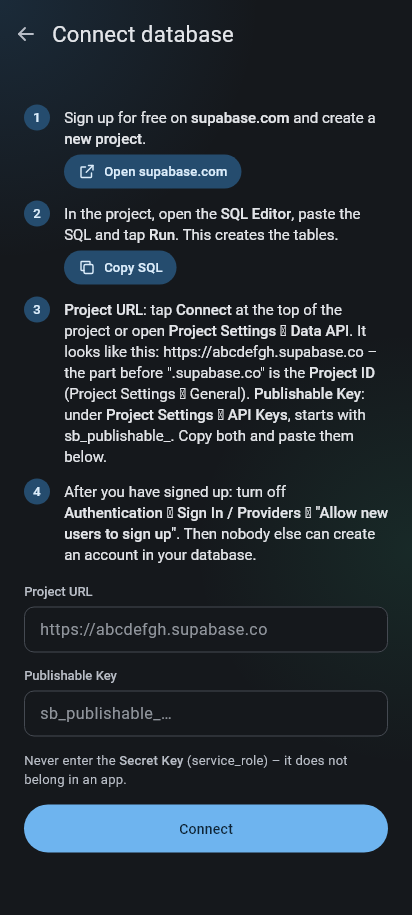 Connect database
1 Sign up for free on supabase.com and create a
new project.
Open supabase.com
2 In the project, open the SQL Editor, paste the
SQL and tap Run. This creates the tables.
Copy SQL
3 Project URL: tap Connect at the top of the
project or open Project Settings ▯ Data API. It
looks like this: https://abcdefgh.supabase.co –
the part before ".supabase.co" is the Project ID
(Project Settings ▯ General). Publishable Key:
under Project Settings ▯ API Keys, starts with
sb_publishable_. Copy both and paste them
below.
4 After you have signed up: turn off
Authentication ▯ Sign In / Providers ▯ "Allow new
users to sign up". Then nobody else can create
an account in your database.
Project URL
https://abcdefgh.supabase.co
Publishable Key
sb_publishable_…
Never enter the Secret Key (service_role) – it does not
belong in an app.
Connect